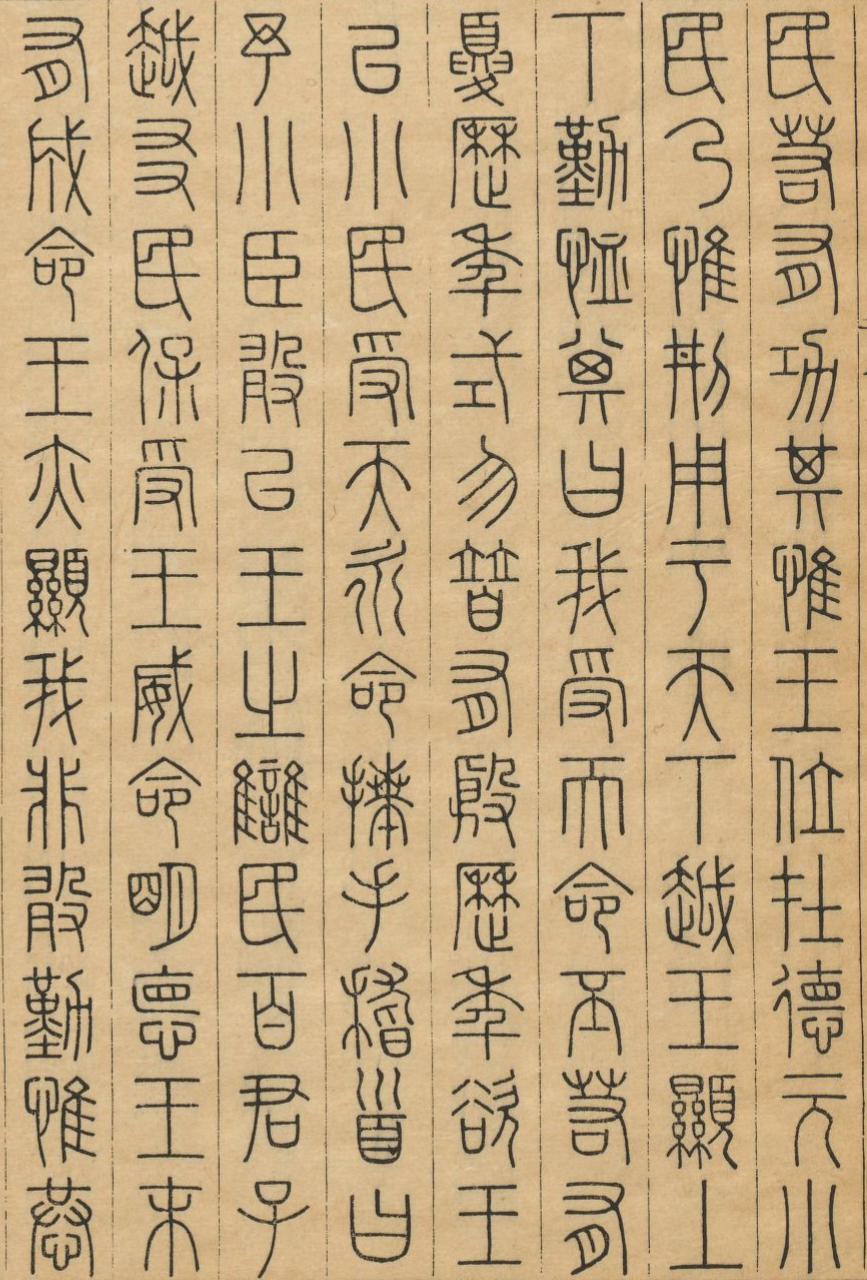 民若有功其惟王位在德元小
民乃惟刑用于天下越王顯上
下勤恤其曰我受天命丕若有
夏歷年式勿替有殷歷年欲王
以小民受天永命拜手稽首曰
予小臣敢以王之讎民百君子
越友民保受王威命明德王末
有成命王亦顯我非敢勤惟恭